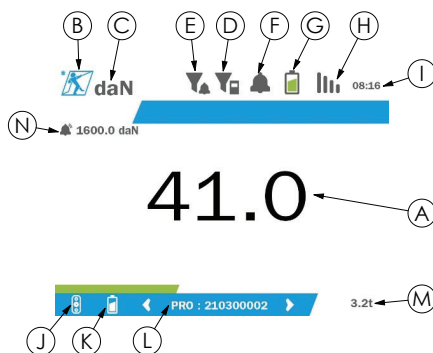 B C E D F G H
I
daN 08:16
N 1600.0 daN
41.0 A
PRO : 210300002 3.2t M
J K L